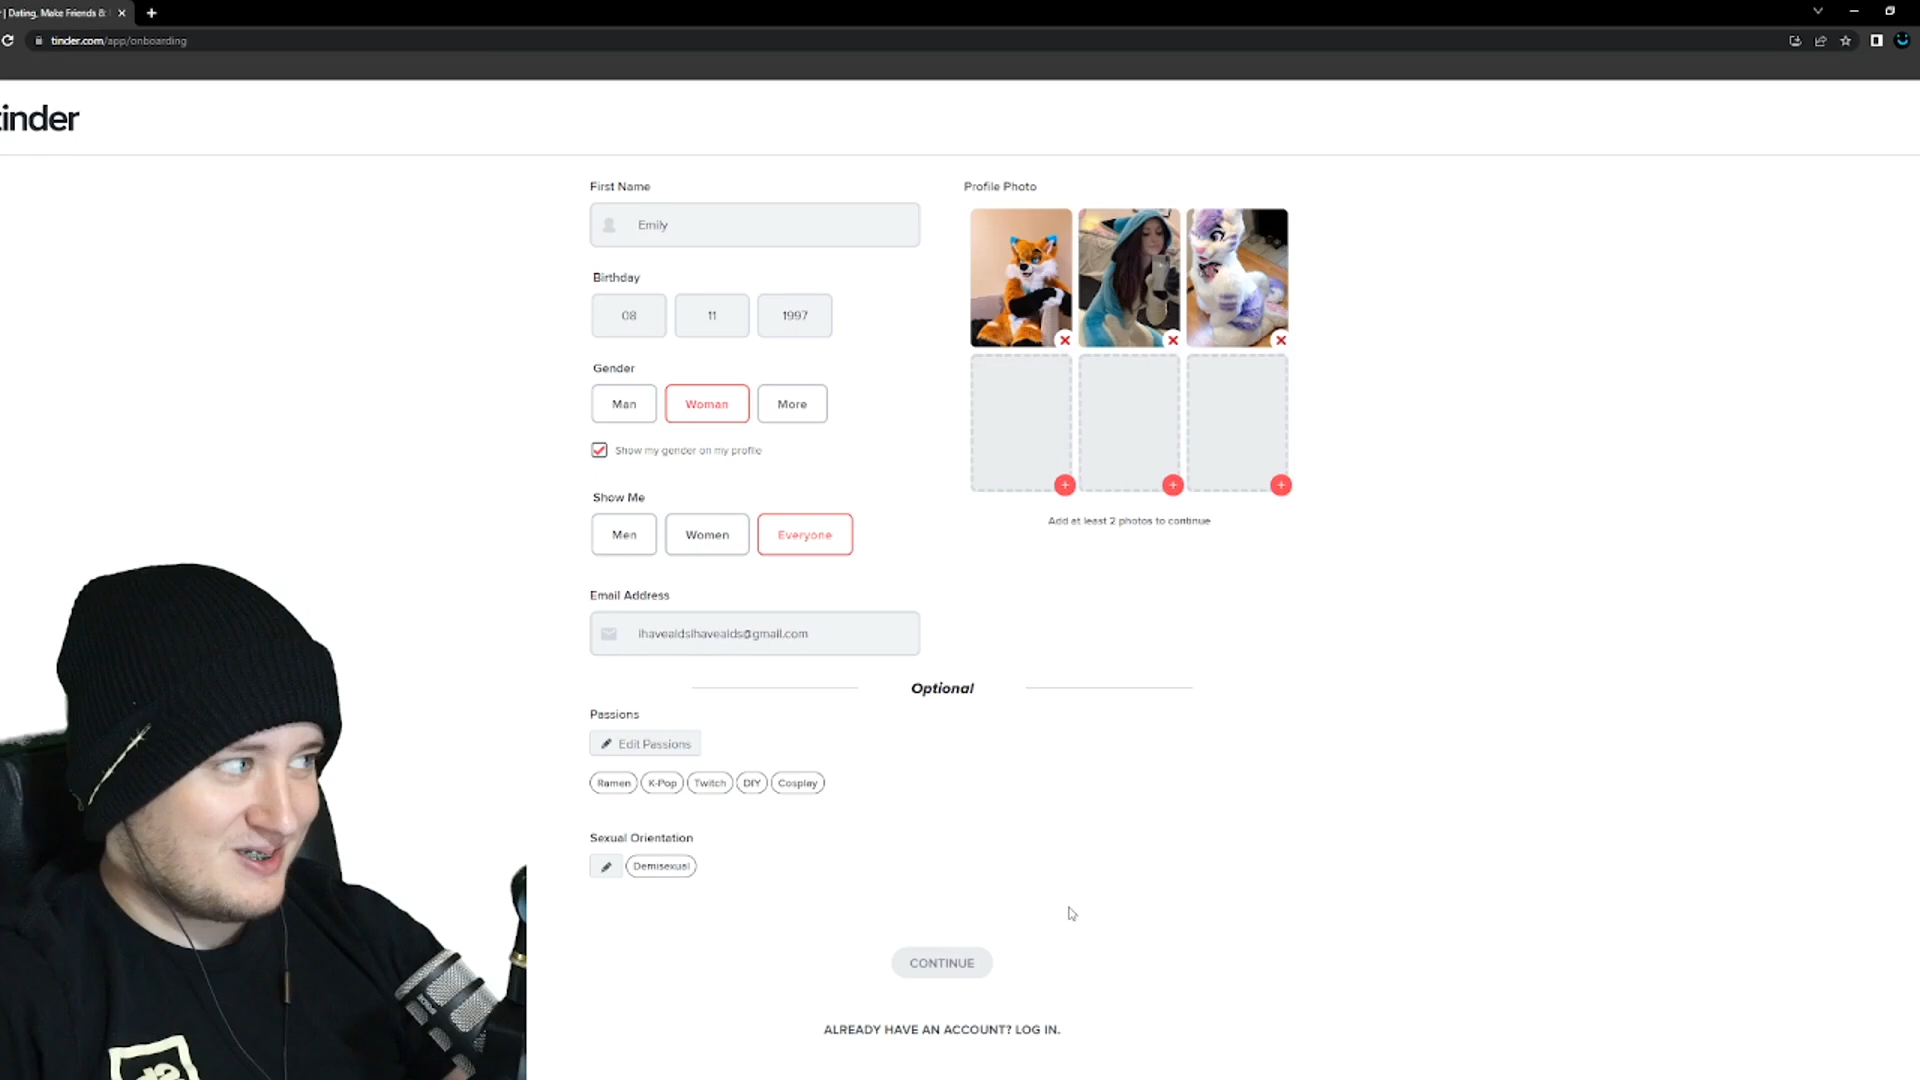 | Dating, Make Friends &
tinder.com/app/onboarding
tinder
First Name
Emily
Birthday
08 11 1997
Gender
Man Woman More
Show my gender on my profile
Show Me
Men Women Everyone
Email Address
ihaveaidsihaveaids@gmail.com
Profile Photo
Add at least 2 photos to continue
Optional
Passions
Edit Passions
Ramen K-Pop Twitch DIY Cosplay
Sexual Orientation
Demisexual
CONTINUE
ALREADY HAVE AN ACCOUNT? LOG IN.